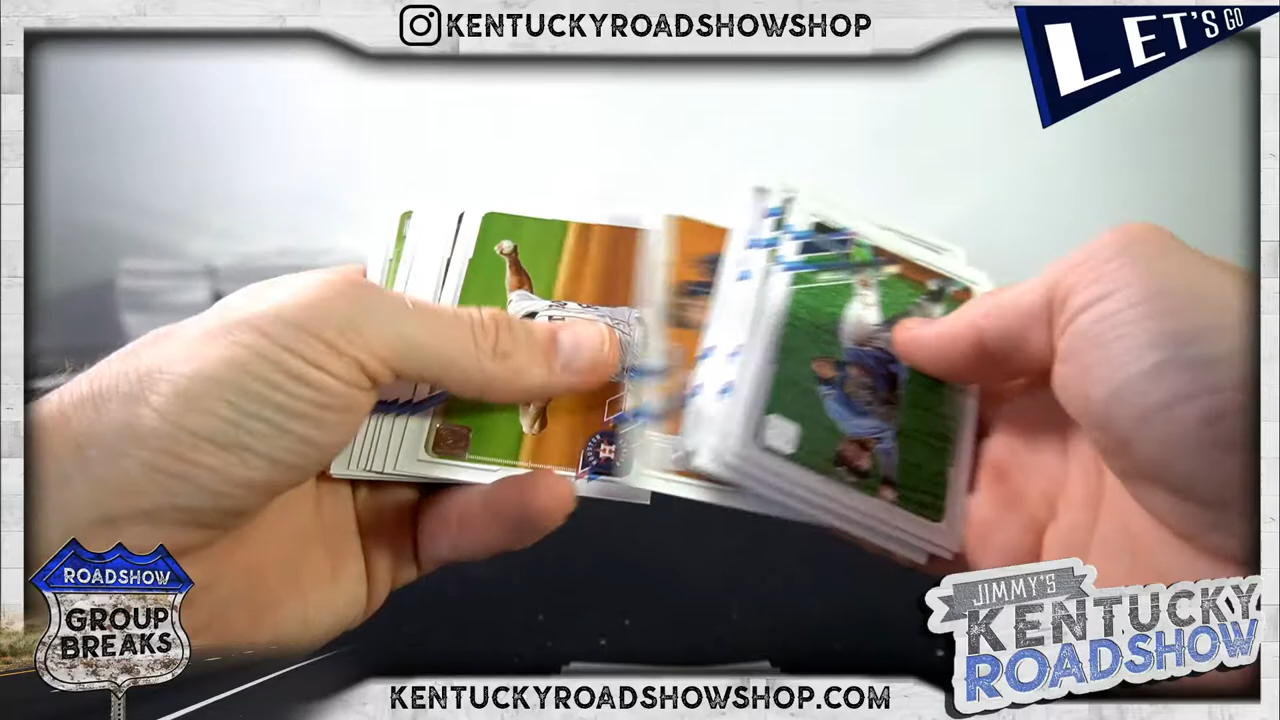 KENTUCKYROADSHOWSHOP
LET'S GO
ROADSHOW
GROUP
BREAKS
JIMMY'S
KENTUCKY
ROADSHOW
KENTUCKYROADSHOWSHOP.COM